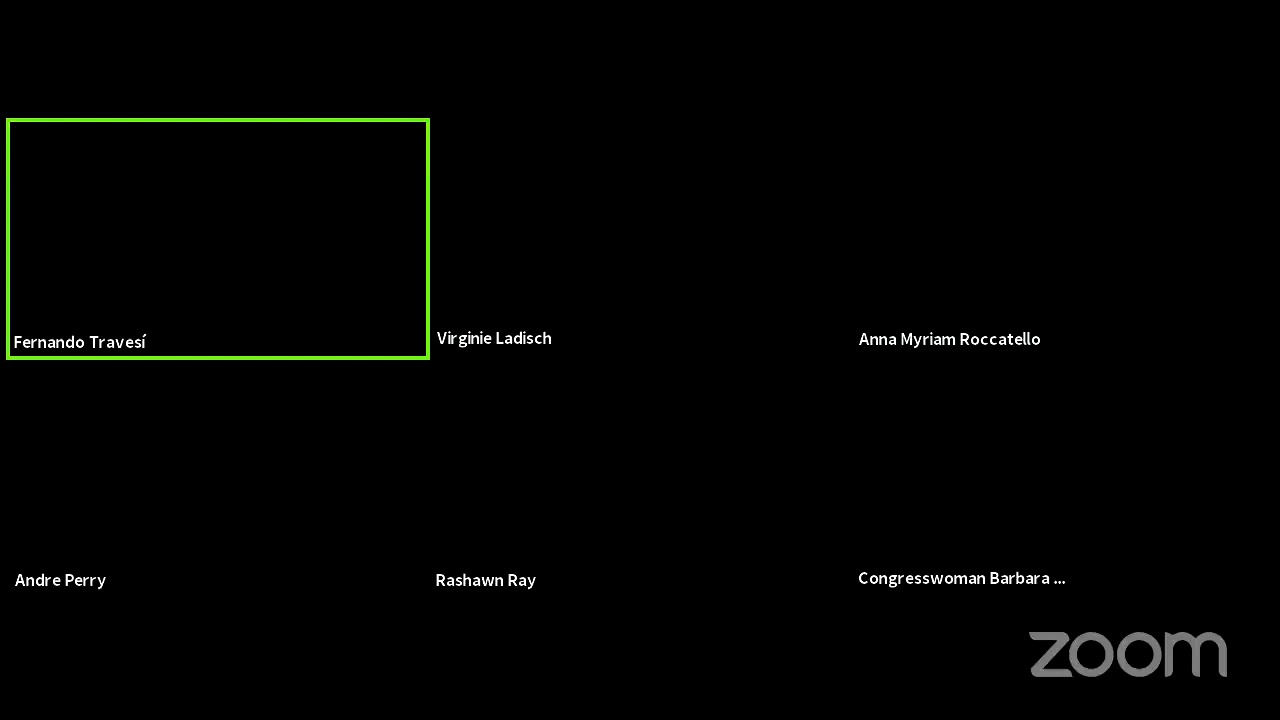 Fernando Travesí
Virginie Ladisch
Anna Myriam Roccatello
Andre Perry
Rashawn Ray
Congresswoman Barbara ...
zoom